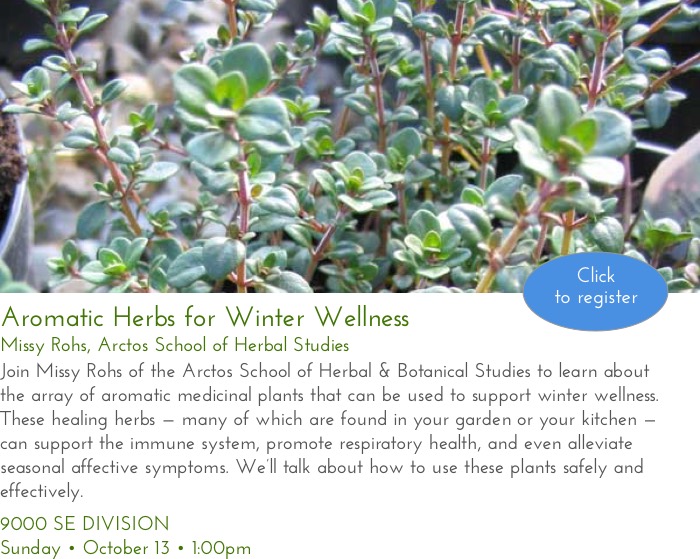 Click
to register
Aromatic Herbs for Winter Wellness
Missy Rohs, Arctos School of Herbal Studies
Join Missy Rohs of the Arctos School of Herbal & Botanical Studies to learn about
the array of aromatic medicinal plants that can be used to support winter wellness.
These healing herbs — many of which are found in your garden or your kitchen —
can support the immune system, promote respiratory health, and even alleviate
seasonal affective symptoms. We'll talk about how to use these plants safely and
effectively.
9000 SE DIVISION
Sunday • October 13 • 1:00pm